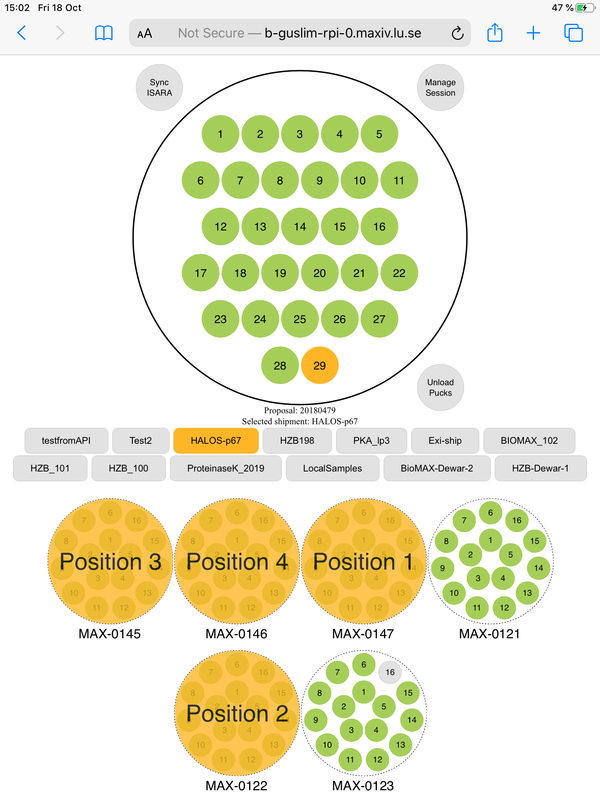 15:02 Fri 18 Oct 47 %
AA Not Secure — b-guslim-rpi-0.maxiv.lu.se
Sync
ISARA
Manage
Session
1 2 3 4 5
6 7 8 9 10 11
12 13 14 15 16
17 18 19 20 21 22
23 24 25 26 27
28 29
Unload
Pucks
Proposal: 20180479
Selected shipment: HALOS-p67
testfromAPI Test2 HALOS-p67 HZB198 PKA_lp3 Exi-ship BIOMAX_102
HZB_101 HZB_100 ProteinaseK_2019 LocalSamples BioMAX-Dewar-2 HZB-Dewar-1
Position 3 Position 4 Position 1
6
7 16
8 1 15
2 5
9 14
3 4
10 13
11 12
MAX-0145 MAX-0146 MAX-0147 MAX-0121
Position 2
6
7 16
8 1 15
2 5
9 14
3 4
10 13
11 12
MAX-0122 MAX-0123